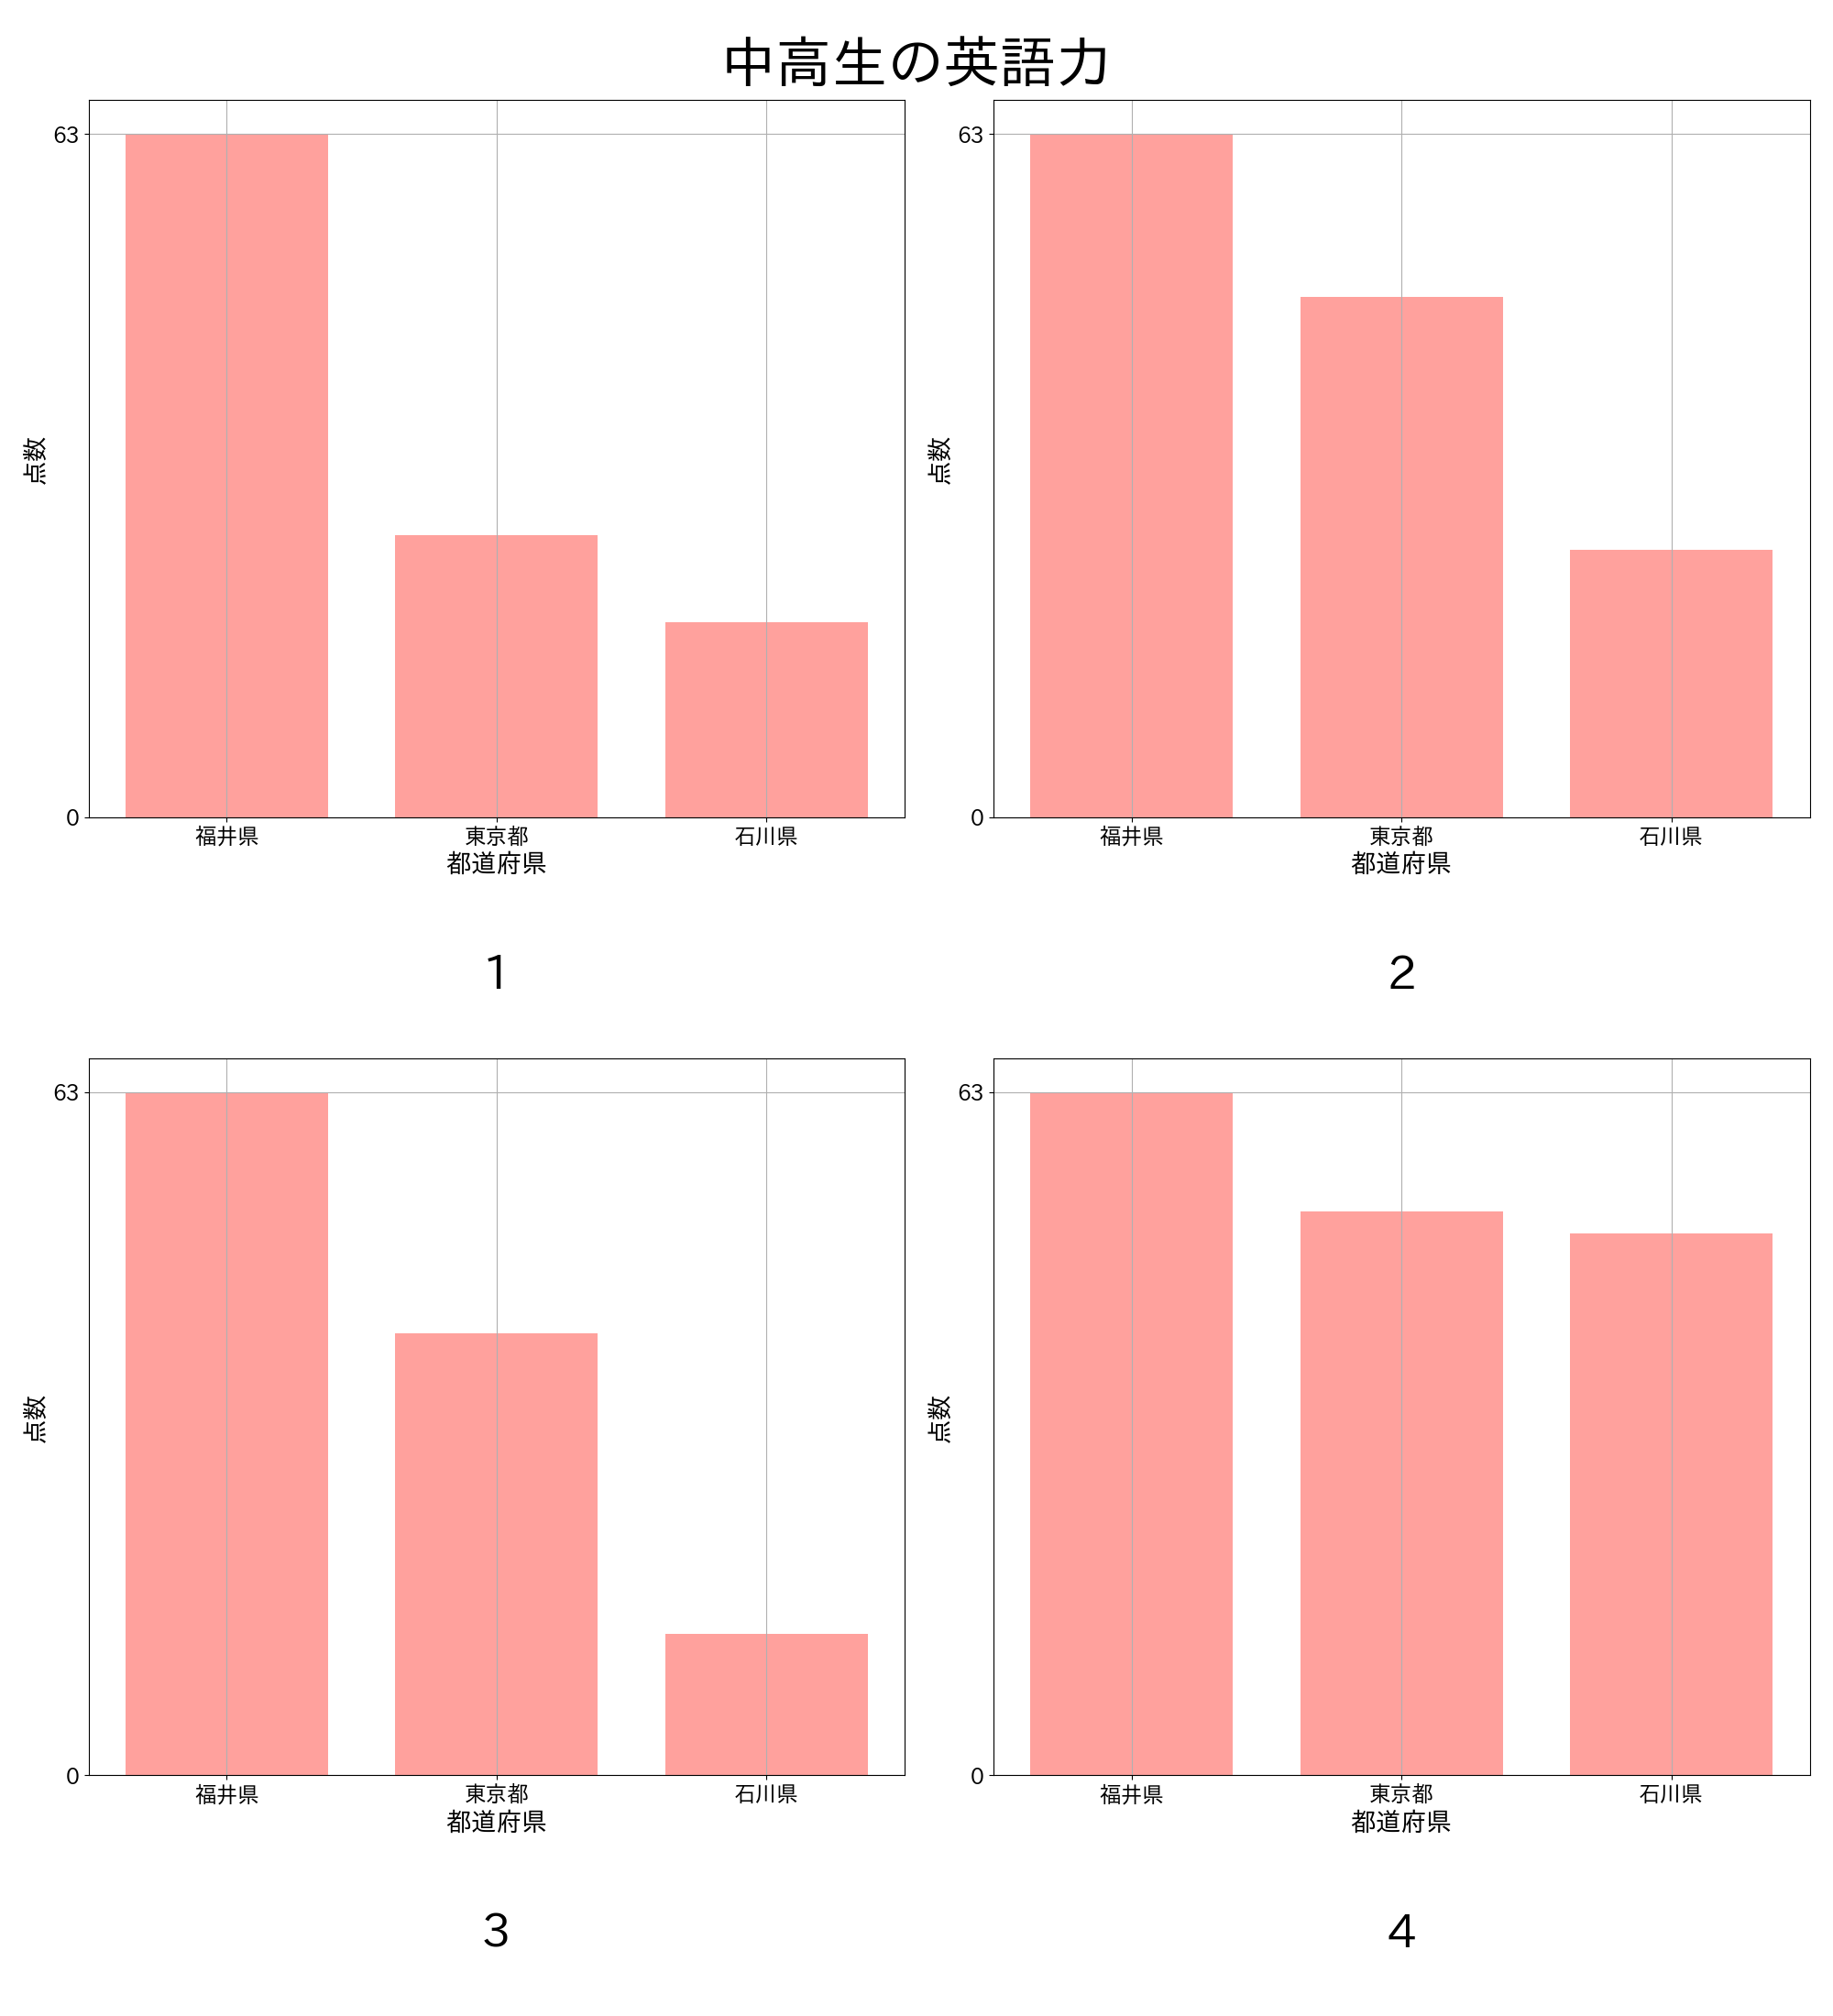 中高生の英語力
63
点数
0
福井県 東京都 石川県
都道府県
1
63
点数
0
福井県 東京都 石川県
都道府県
2
63
点数
0
福井県 東京都 石川県
都道府県
3
63
点数
0
福井県 東京都 石川県
都道府県
4